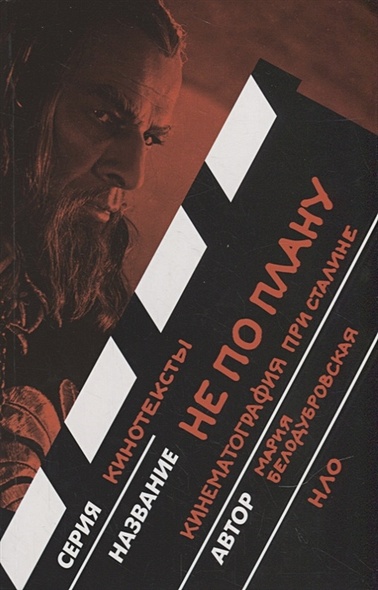 СЕРИЯ КИНОТЕКСТЫ
НАЗВАНИЕ НЕ ПО ПЛАНУ
КИНЕМАТОГРАФИЯ ПРИ СТАЛИНЕ
АВТОР МАРИЯ
БЕЛОДУБРОВСКАЯ
НЛО